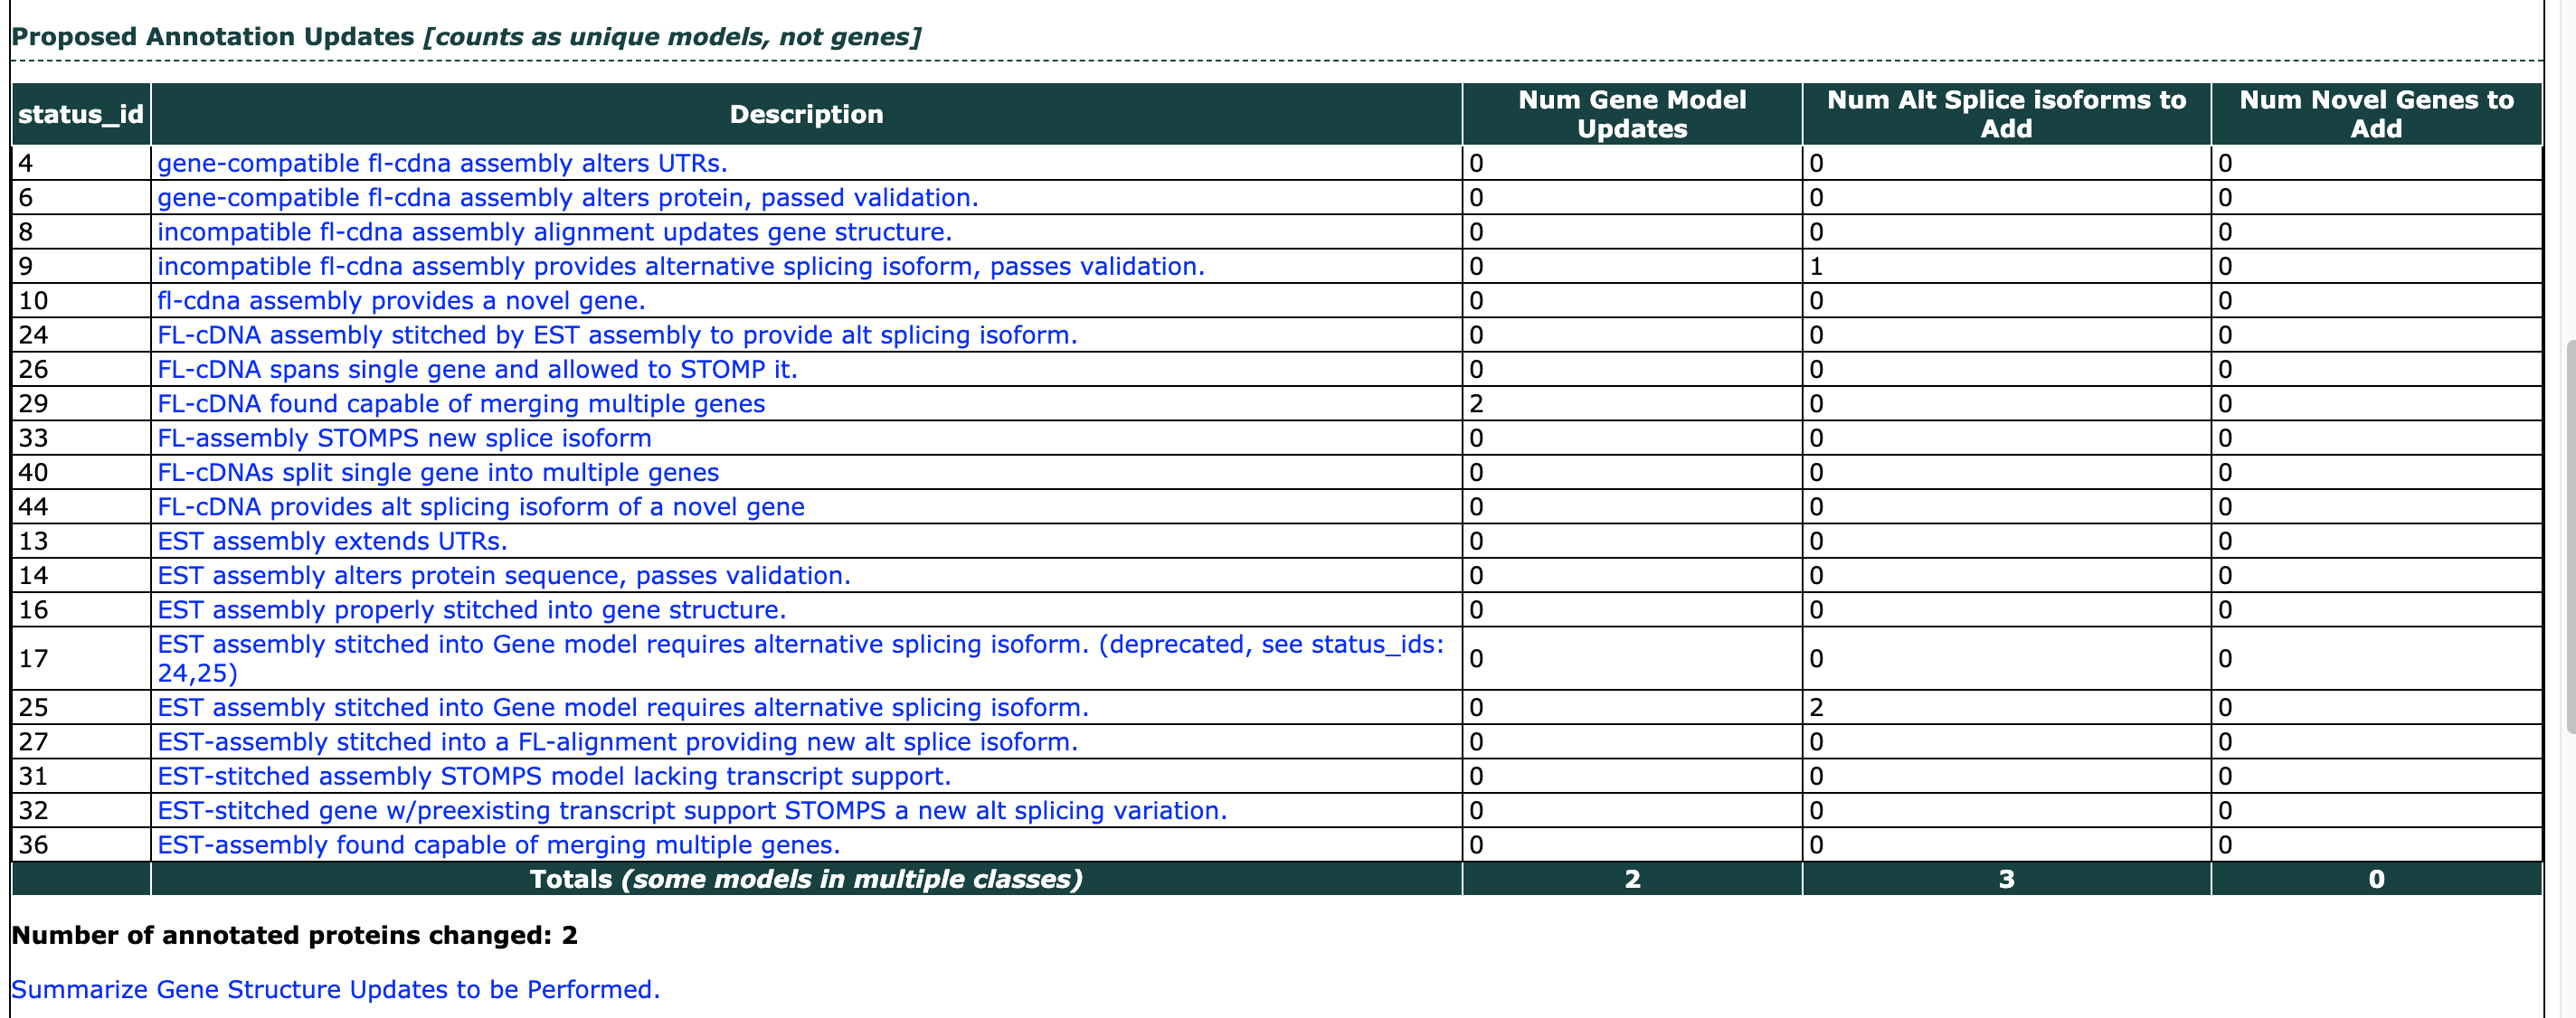 Proposed Annotation Updates [counts as unique models, not genes]
status_id Description Num Gene Model Updates Num Alt Splice isoforms to Add Num Novel Genes to Add
4 gene-compatible fl-cdna assembly alters UTRs. 0 0 0
6 gene-compatible fl-cdna assembly alters protein, passed validation. 0 0 0
8 incompatible fl-cdna assembly alignment updates gene structure. 0 0 0
9 incompatible fl-cdna assembly provides alternative splicing isoform, passes validation. 0 1 0
10 fl-cdna assembly provides a novel gene. 0 0 0
24 FL-cDNA assembly stitched by EST assembly to provide alt splicing isoform. 0 0 0
26 FL-cDNA spans single gene and allowed to STOMP it. 0 0 0
29 FL-cDNA found capable of merging multiple genes 2 0 0
33 FL-assembly STOMPS new splice isoform 0 0 0
40 FL-cDNAs split single gene into multiple genes 0 0 0
44 FL-cDNA provides alt splicing isoform of a novel gene 0 0 0
13 EST assembly extends UTRs. 0 0 0
14 EST assembly alters protein sequence, passes validation. 0 0 0
16 EST assembly properly stitched into gene structure. 0 0 0
17 EST assembly stitched into Gene model requires alternative splicing isoform. (deprecated, see status_ids: 24,25) 0 0 0
25 EST assembly stitched into Gene model requires alternative splicing isoform. 0 2 0
27 EST-assembly stitched into a FL-alignment providing new alt splice isoform. 0 0 0
31 EST-stitched assembly STOMPS model lacking transcript support. 0 0 0
32 EST-stitched gene w/preexisting transcript support STOMPS a new alt splicing variation. 0 0 0
36 EST-assembly found capable of merging multiple genes. 0 0 0
Totals (some models in multiple classes) 2 3 0
Number of annotated proteins changed: 2
Summarize Gene Structure Updates to be Performed.